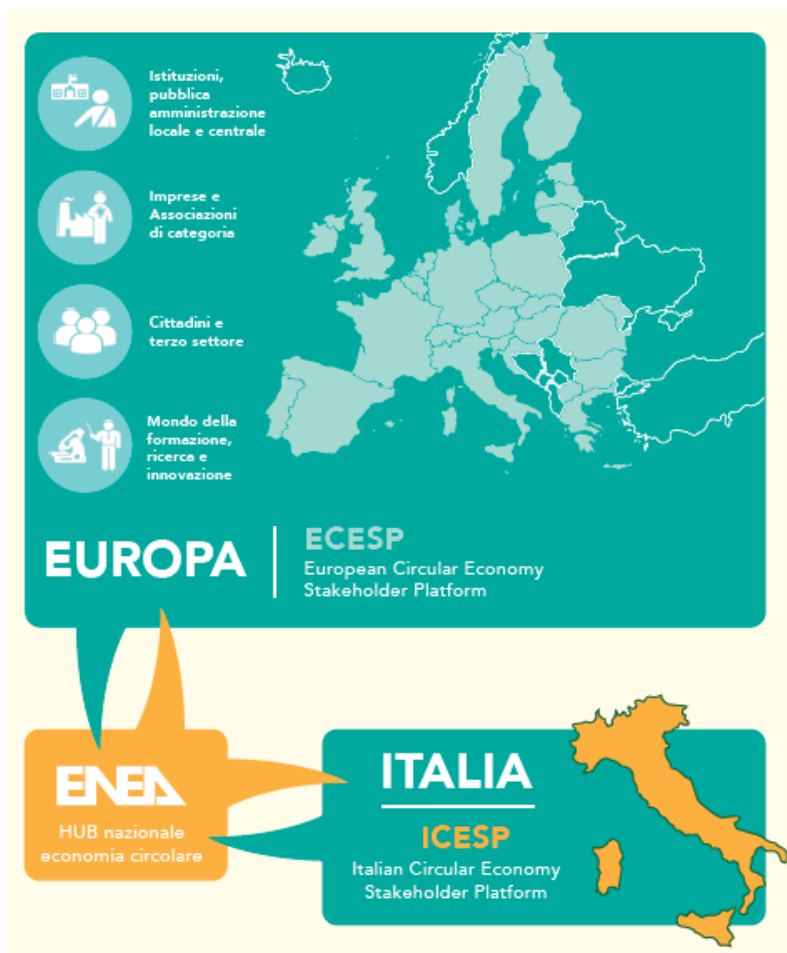 Istituzioni,
pubblica
amministrazione
locale e centrale
Imprese e
Associazioni
di categoria
Cittadini e
terzo settore
Mondo della
formazione,
ricerca e
innovazione
EUROPA
ECESP
European Circular Economy
Stakeholder Platform
ENEA
HUB nazionale
economia circolare
ITALIA
ICESP
Italian Circular Economy
Stakeholder Platform